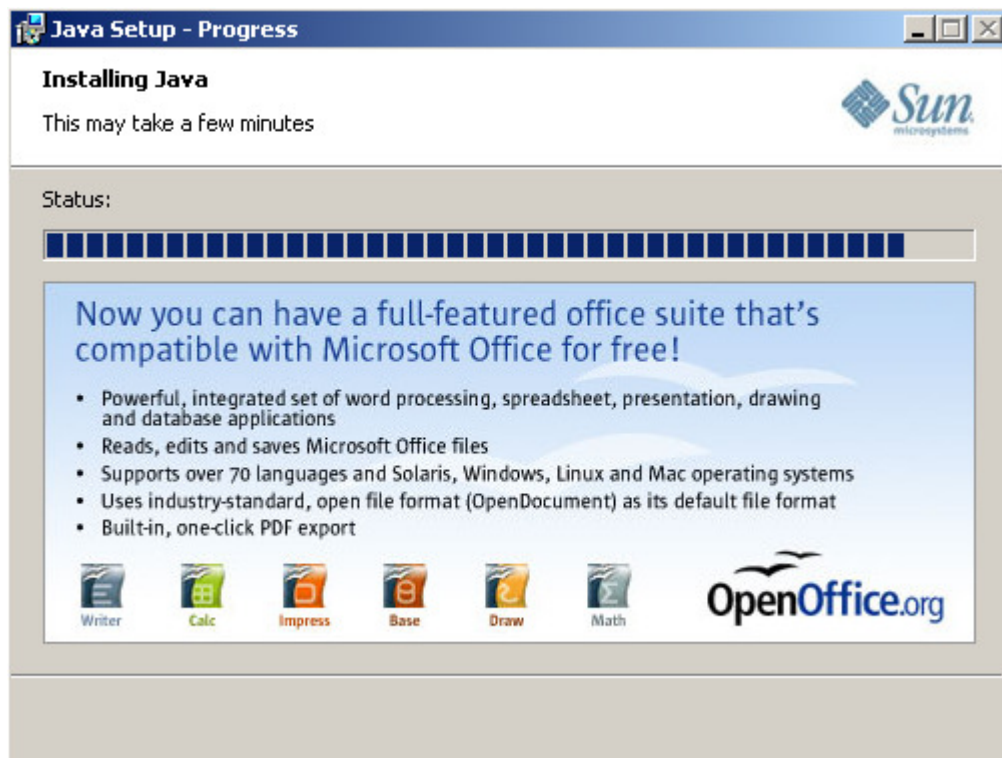 Java Setup - Progress
Installing Java
This may take a few minutes
Sun
microsystems
Status:
Now you can have a full-featured office suite that's
compatible with Microsoft Office for free!
• Powerful, integrated set of word processing, spreadsheet, presentation, drawing
and database applications
• Reads, edits and saves Microsoft Office files
• Supports over 70 languages and Solaris, Windows, Linux and Mac operating systems
• Uses industry-standard, open file format (OpenDocument) as its default file format
• Built-in, one-click PDF export
Writer Calc Impress Base Draw Math
OpenOffice.org